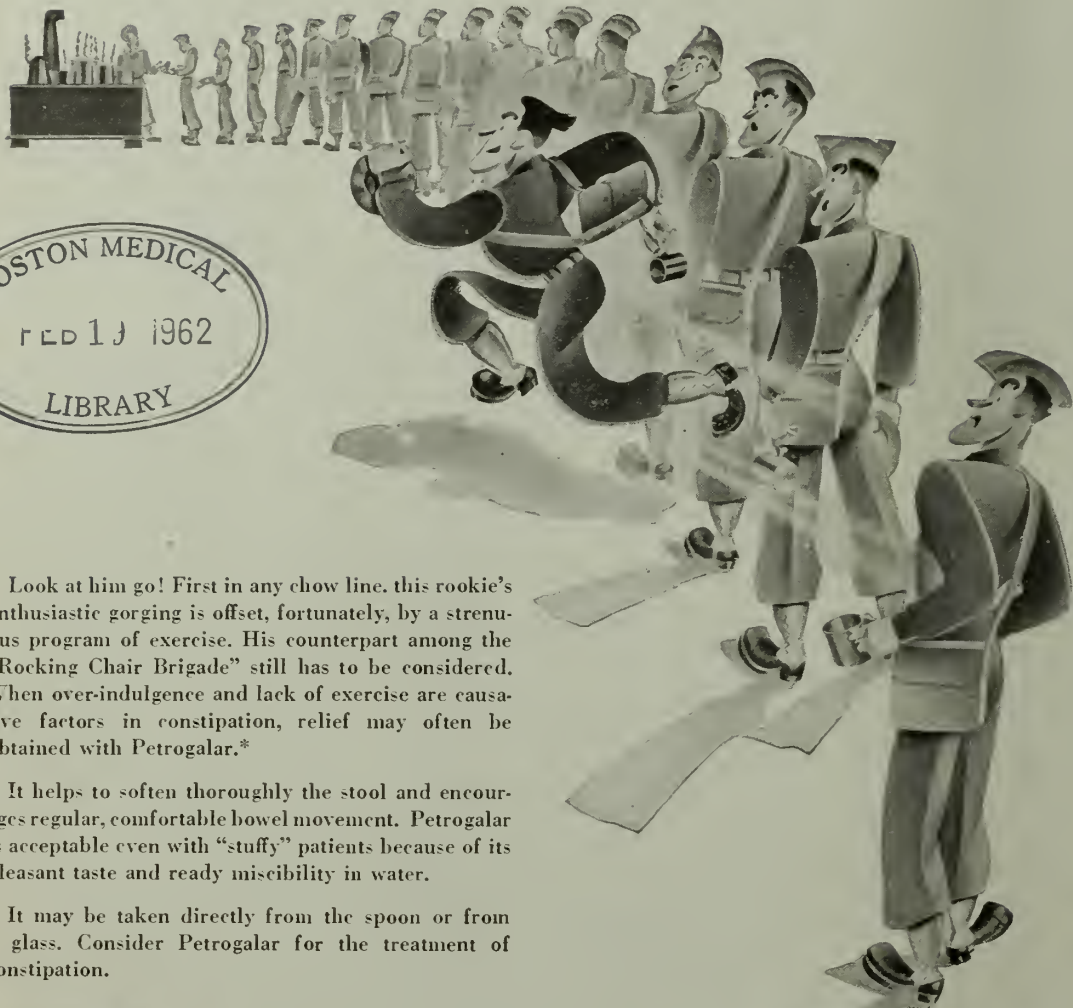 OSTON MEDICAL
1962
LIBRARY
Look at him go! First in any chow line. this rookie's
nthusiastic gorging is offset, fortunately, by a strenu-
us program of exercise. His counterpart among the
Rocking Chair Brigade" still has to be considered.
hen over-indulgence and lack of exercise are causa-
ve factors in constipation, relief may often be
btained with Petrogalar.*
It helps to soften thoroughly the stool and encour-
ges regular, comfortable bowel movement. Petrogalar
s acceptable even with "stuffy" patients because of its
leasant taste and ready miscibility in water.
It may be taken directly from the spoon or from
glass. Consider Petrogalar for the treatment of
onstipation.